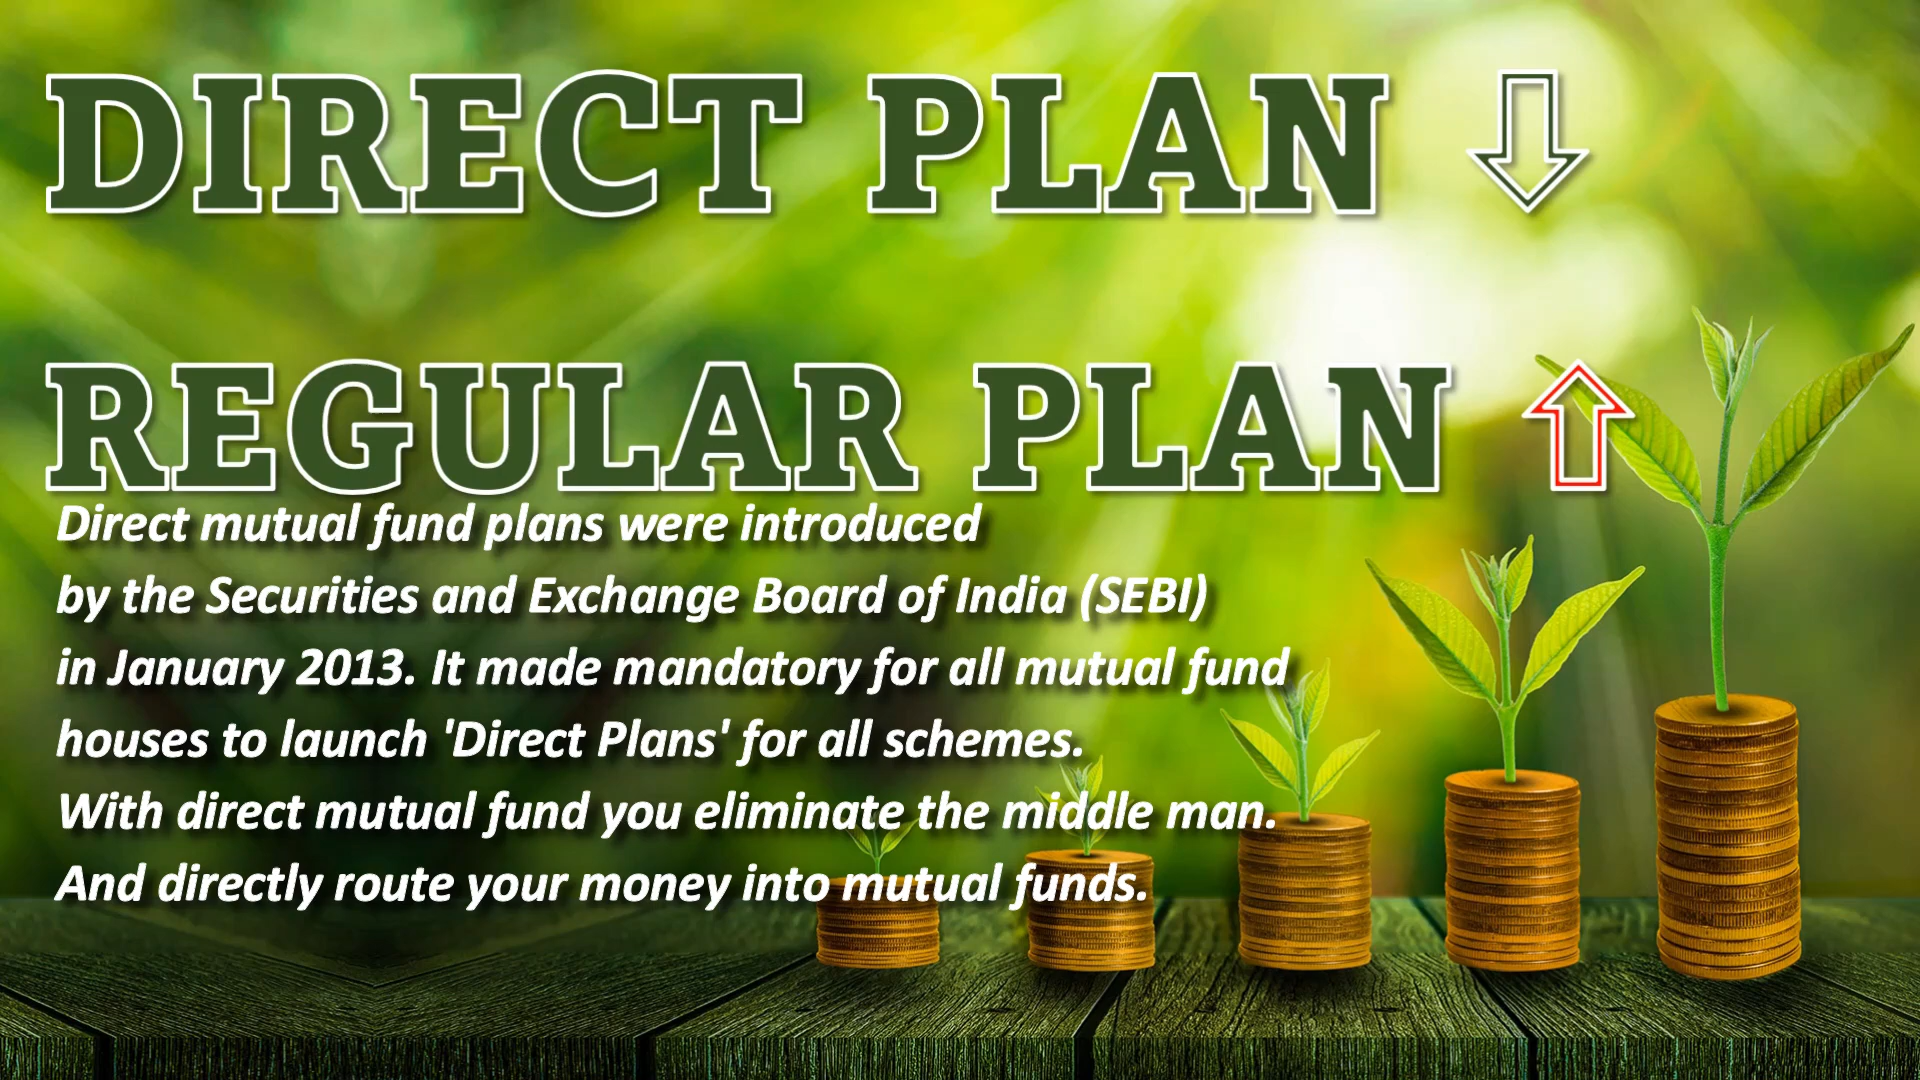 DIRECT PLAN
REGULAR PLAN
Direct mutual fund plans were introduced
by the Securities and Exchange Board of India (SEBI)
in January 2013. It made mandatory for all mutual fund
houses to launch 'Direct Plans' for all schemes.
With direct mutual fund you eliminate the middle man.
And directly route your money into mutual funds.